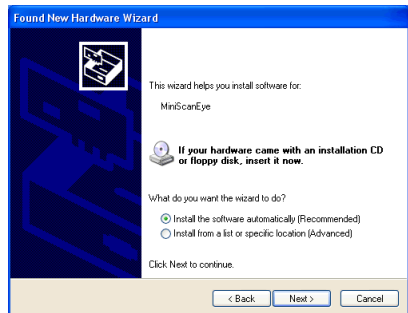 Found New Hardware Wizard
This wizard helps you install software for:
MiniScanEye
If your hardware came with an installation CD
or floppy disk, insert it now.
What do you want the wizard to do?
Install the software automatically (Recommended)
Install from a list or specific location (Advanced)
Click Next to continue.
< Back Next > Cancel